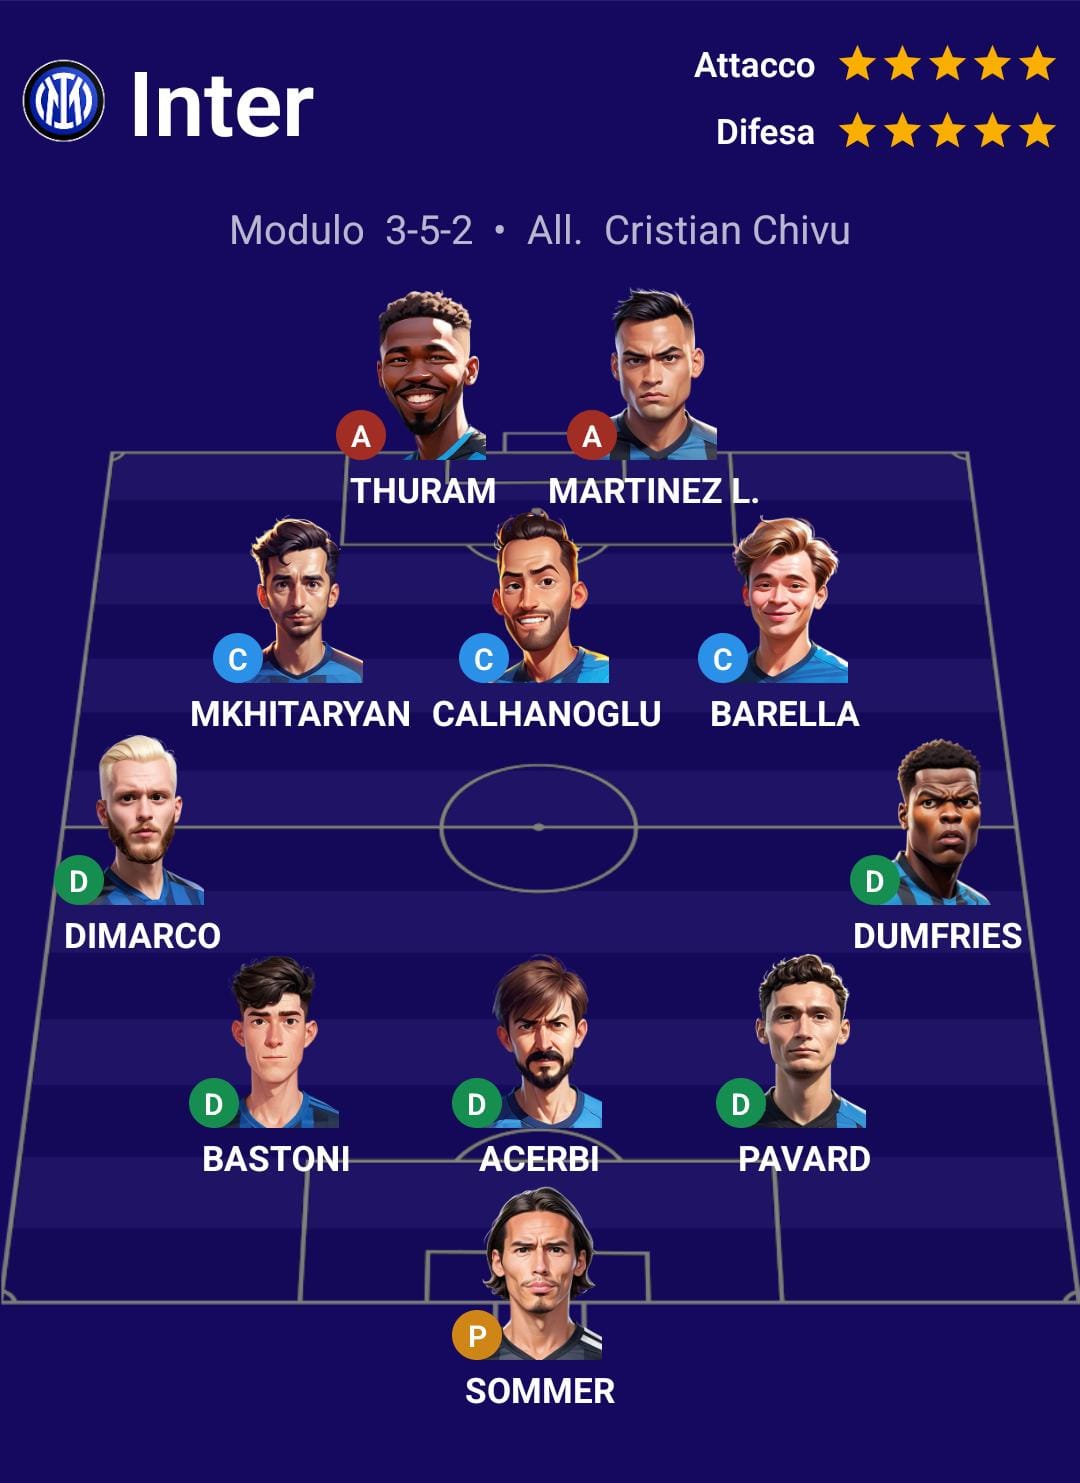 Inter
Attacco
Difesa
Modulo 3-5-2 • All. Cristian Chivu
A
A
THURAM
MARTINEZ L.
C
C
C
MKHITARYAN
CALHANOGLU
BARELLA
D
D
DIMARCO
DUMFRIES
D
D
D
BASTONI
ACERBI
PAVARD
P
SOMMER